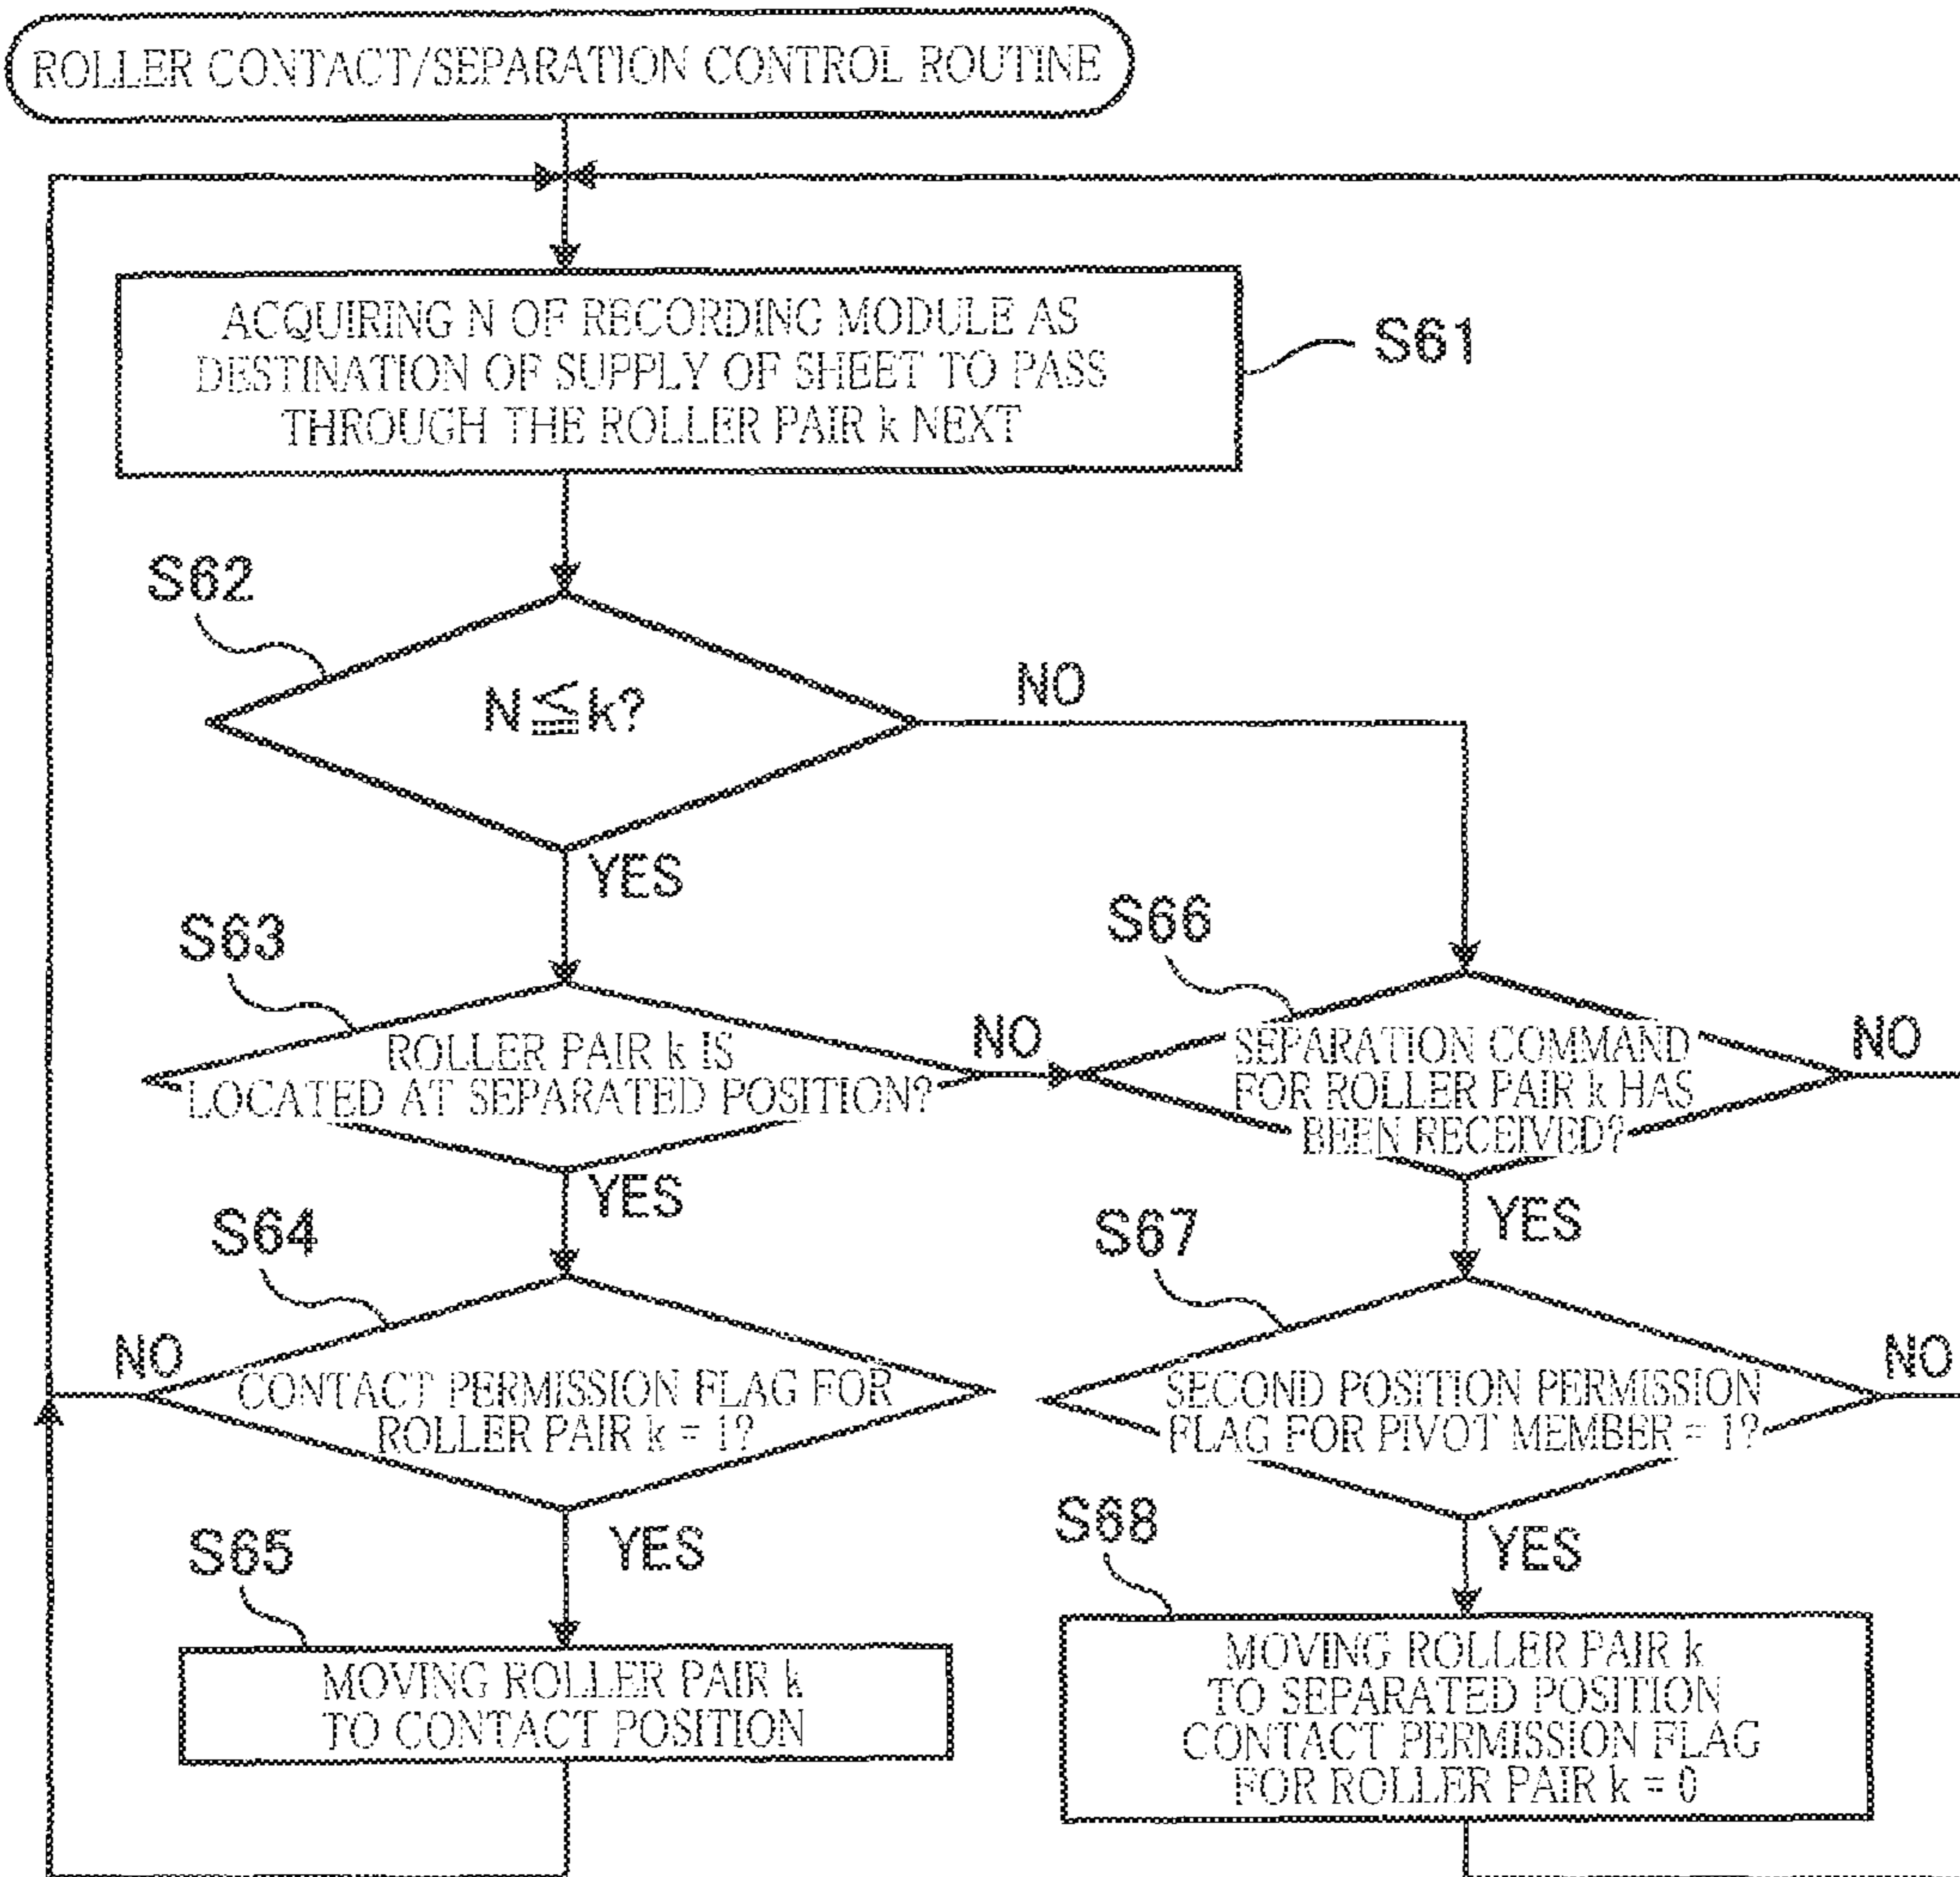 ROLLER CONTACT/SEPARATION CONTROL ROUTINE
ACQUIRING N OF RECORDING MODULE AS
DESTINATION OF SUPPLY OF SHEET TO PASS
THROUGH THE ROLLER PAIR k NEXT
S61
S62
N≦k?
NO
YES
S63
ROLLER PAIR k IS
LOCATED AT SEPARATED POSITION?
NO
YES
S66
SEPARATION COMMAND
FOR ROLLER PAIR k HAS
BEEN RECEIVED?
NO
YES
S64
CONTACT PERMISSION FLAG FOR
ROLLER PAIR k = 1?
NO
YES
S67
SECOND POSITION PERMISSION
FLAG FOR PIVOT MEMBER = 1?
NO
YES
S65
MOVING ROLLER PAIR k
TO CONTACT POSITION
S68
MOVING ROLLER PAIR k
TO SEPARATED POSITION
CONTACT PERMISSION FLAG
FOR ROLLER PAIR k = 0